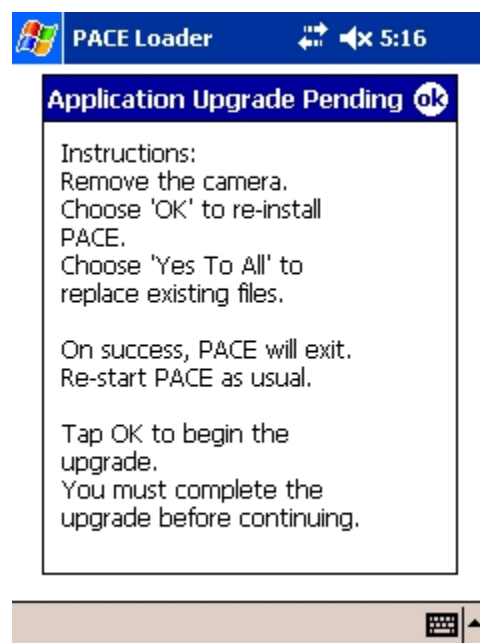 PACE Loader 5:16
Application Upgrade Pending ok
Instructions:
Remove the camera.
Choose 'OK' to re-install
PACE.
Choose 'Yes To All' to
replace existing files.
On success, PACE will exit.
Re-start PACE as usual.
Tap OK to begin the
upgrade.
You must complete the
upgrade before continuing.